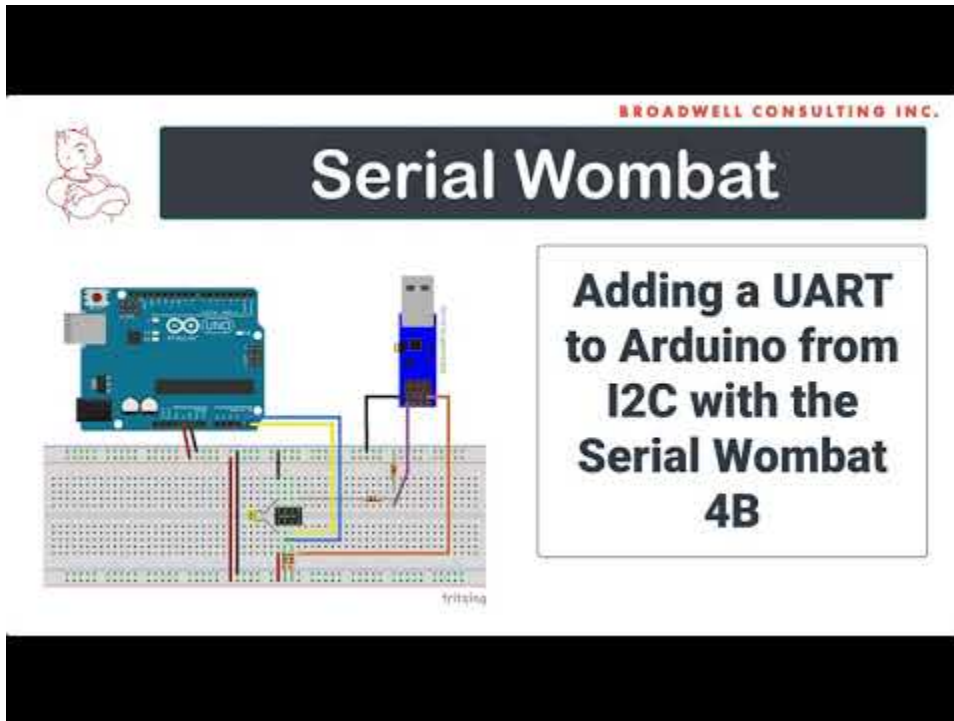 BROADWELL CONSULTING INC.
Serial Wombat
Adding a UART
to Arduino from
I2C with the
Serial Wombat
4B
UNO
fritzing